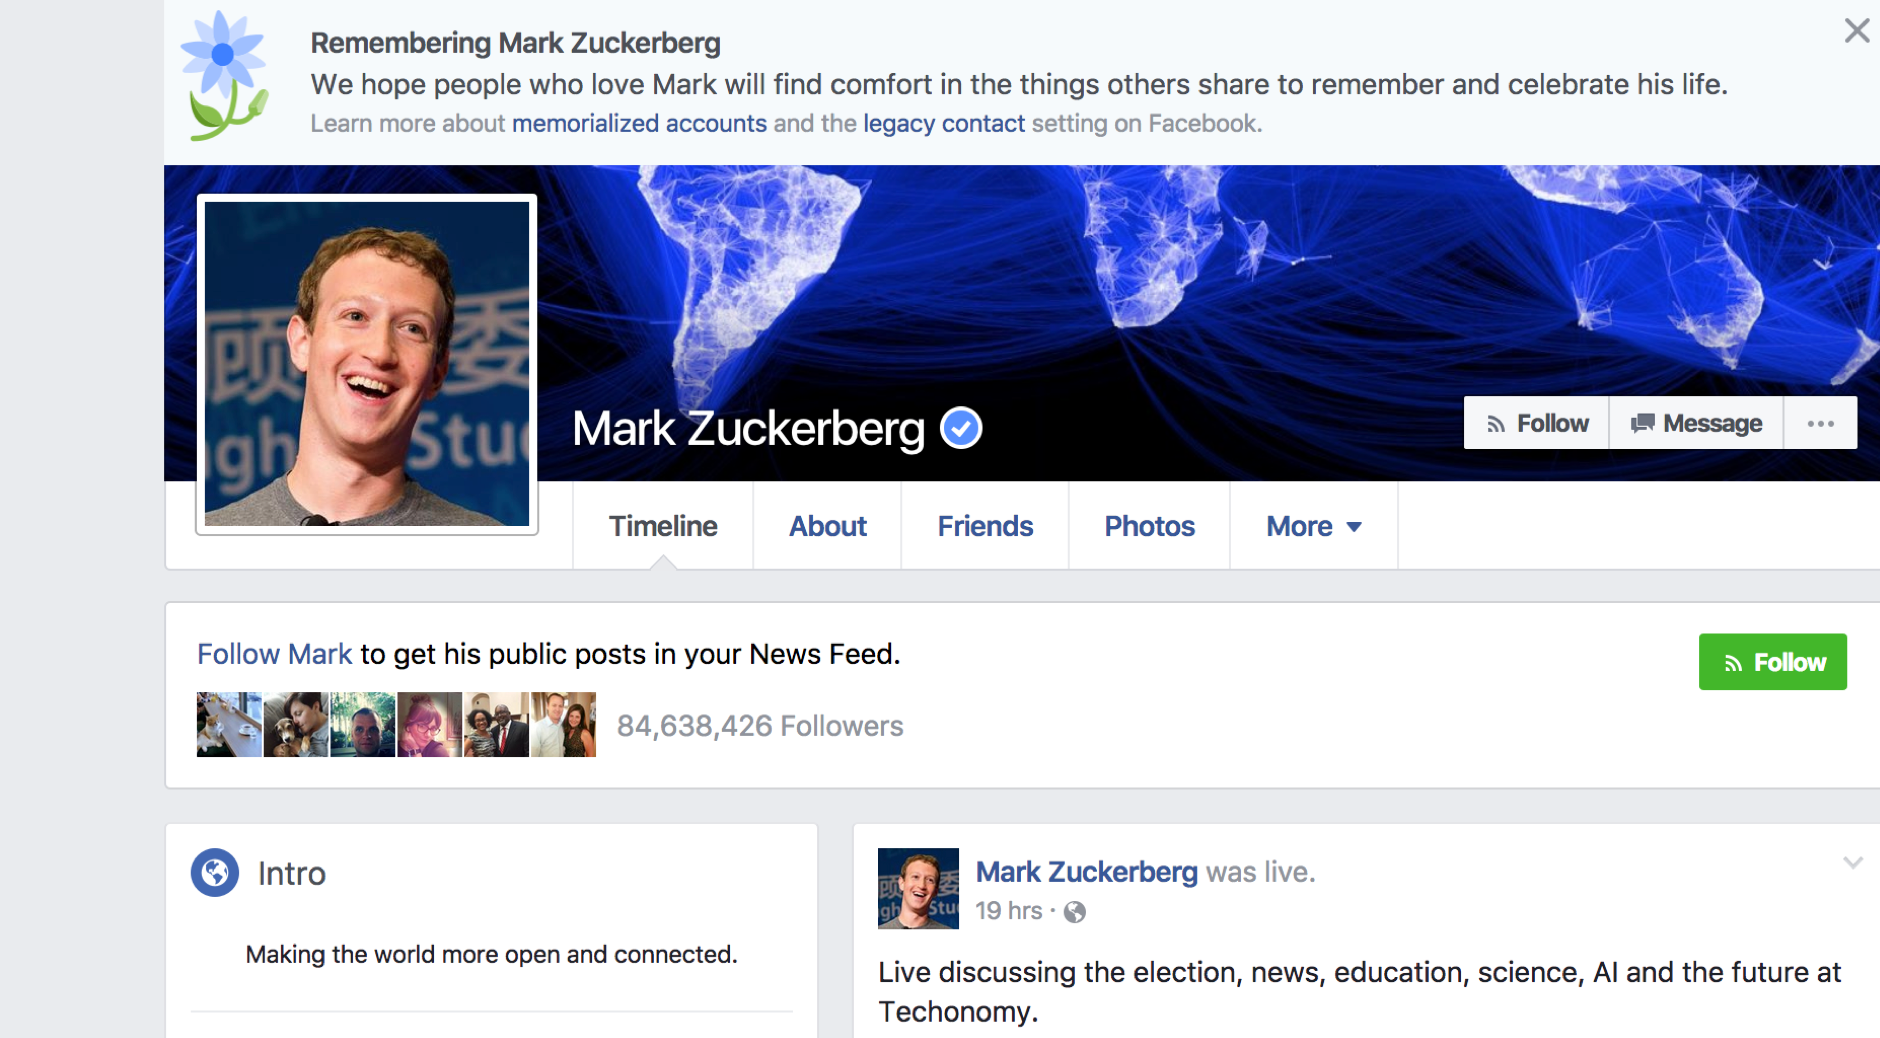 Remembering Mark Zuckerberg
We hope people who love Mark will find comfort in the things others share to remember and celebrate his life.
Learn more about memorialized accounts and the legacy contact setting on Facebook.
顾 委
Stu
Mark Zuckerberg
Follow
Message
Timeline
About
Friends
Photos
More
Follow Mark to get his public posts in your News Feed.
Follow
84,638,426 Followers
Intro
Making the world more open and connected.
Mark Zuckerberg was live.
19 hrs ·
Live discussing the election, news, education, science, AI and the future at
Techonomy.